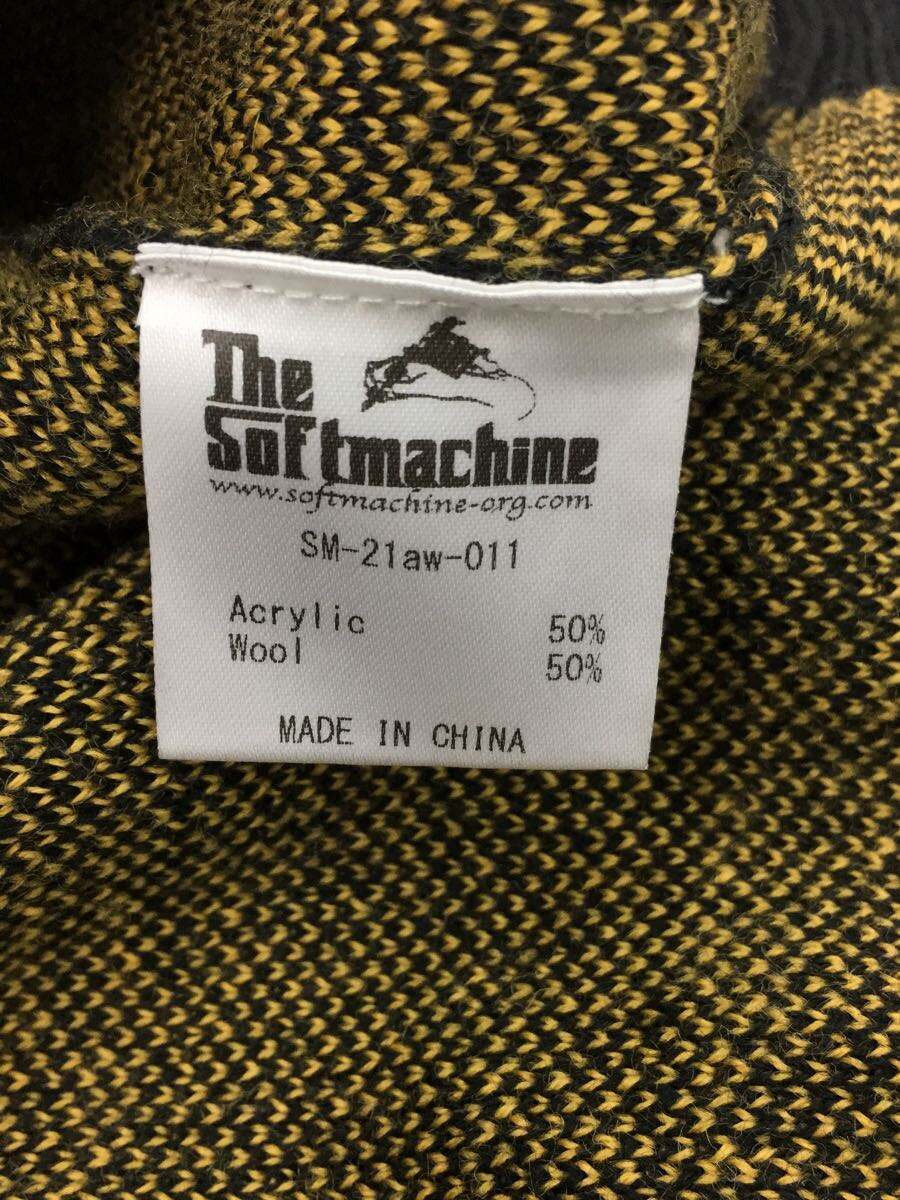 The
Softmachine
www.softmachine-org.com
SM-21aw-011
Acrylic 50%
Wool 50%
MADE IN CHINA